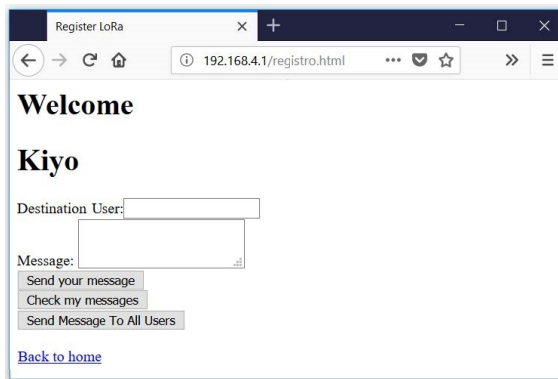 Register LoRa
192.168.4.1/registro.html
Welcome
Kiyo
Destination User:
Message:
Send your message
Check my messages
Send Message To All Users
Back to home